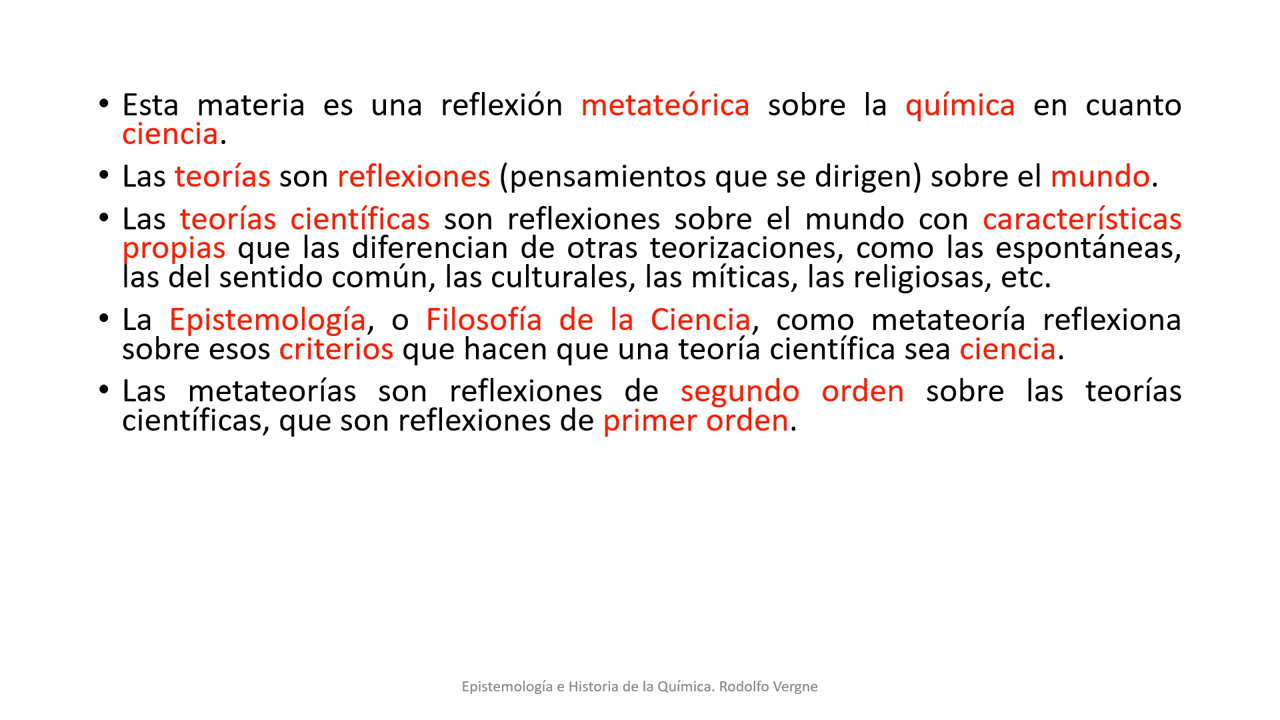 • Esta materia es una reflexión metateórica sobre la química en cuanto
ciencia.
• Las teorías son reflexiones (pensamientos que se dirigen) sobre el mundo.
• Las teorías científicas son reflexiones sobre el mundo con características
propias que las diferencian de otras teorizaciones, como las espontáneas,
las del sentido común, las culturales, las míticas, las religiosas, etc.
• La Epistemología, o Filosofía de la Ciencia, como metateoría reflexiona
sobre esos criterios que hacen que una teoría científica sea ciencia.
• Las metateorías son reflexiones de segundo orden sobre las teorías
científicas, que son reflexiones de primer orden.
Epistemología e Historia de la Química. Rodolfo Vergne